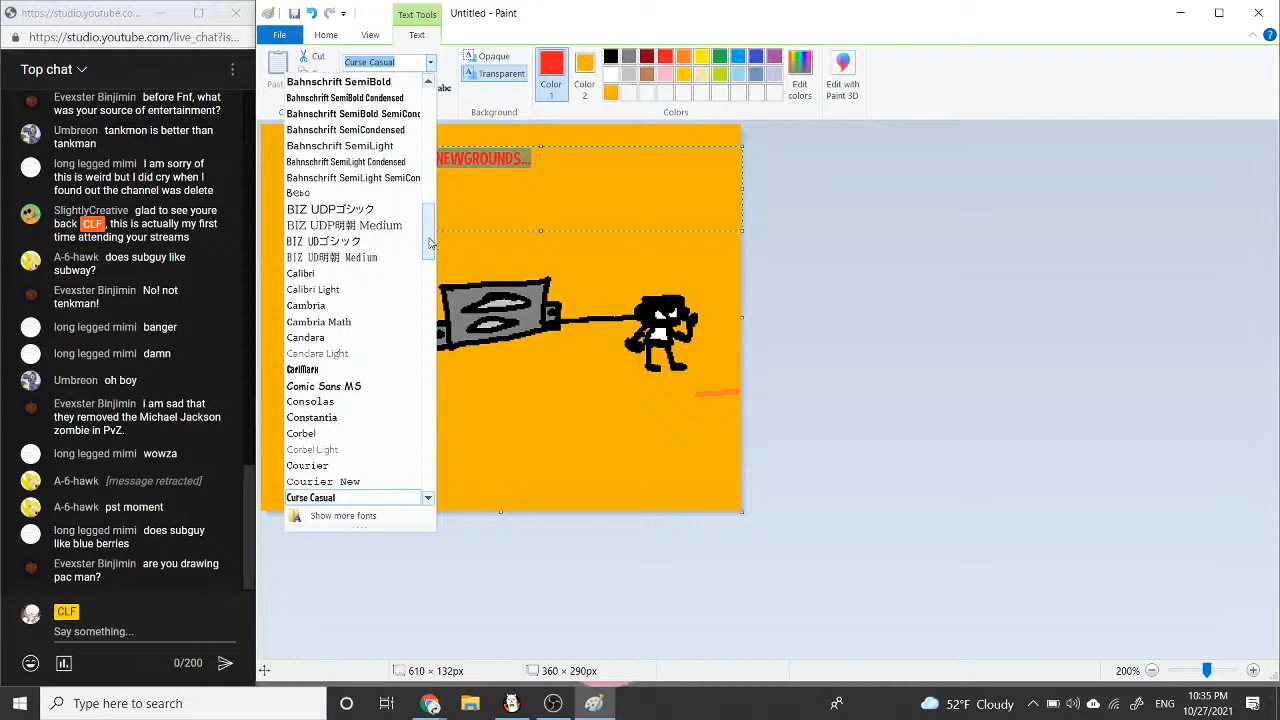 https://studio.youtube.com/live_chat?is...
https://studio.youtube.com/live_chat?is...
Top chat
Evexster Binjimin before Fnf, what
was your source of entertainment?
Umbreon tankmon is better than
tankman
long legged mimi I am sorry of
this is weird but I did cry when I
found out the channel was delete
SlightlyCreative glad to see youre
back CLF, this is actually my first
time attending your streams
A-6-hawk does subguy like
subway?
Evexster Binjimin No! not
tenkman!
long legged mimi banger
long legged mimi damn
Umbreon oh boy
Evexster Binjimin i am sad that
they removed the Michael Jackson
zombie in PvZ.
long legged mimi wowza
A-6-hawk [message retracted]
A-6-hawk pst moment
long legged mimi does subguy
like blue berries
Evexster Binjimin are you drawing
pac man?
CLF
Say something...
0/200
Text Tools
Untitled - Paint
File
Home
View
Text
Cut
Curse Casual
Opaque
Transparent
Background
Color
1
Color
2
Edit
colors
Edit with
Paint 3D
Colors
Bahnschrift SemiBold
Bahnschrift SemiBold Condensed
Bahnschrift SemiBold SemiCond
Bahnschrift SemiCondensed
Bahnschrift SemiLight
Bahnschrift SemiLight Condensed
Bahnschrift SemiLight SemiCon
Bebo
BIZ UDPゴシック
BIZ UDP明朝 Medium
BIZ UDゴシック
BIZ UD明朝 Medium
Calibri
Calibri Light
Cambria
Cambria Math
Candara
Candara Light
CarlMarx
Comic Sans MS
Consolas
Constantia
Corbel
Corbel Light
Courier
Courier New
Curse Casual
Show more fonts
NEWGROUNDS...
610 × 132px
360 × 290px
200%
Type here to search
52°F Cloudy
10:35 PM
10/27/2021